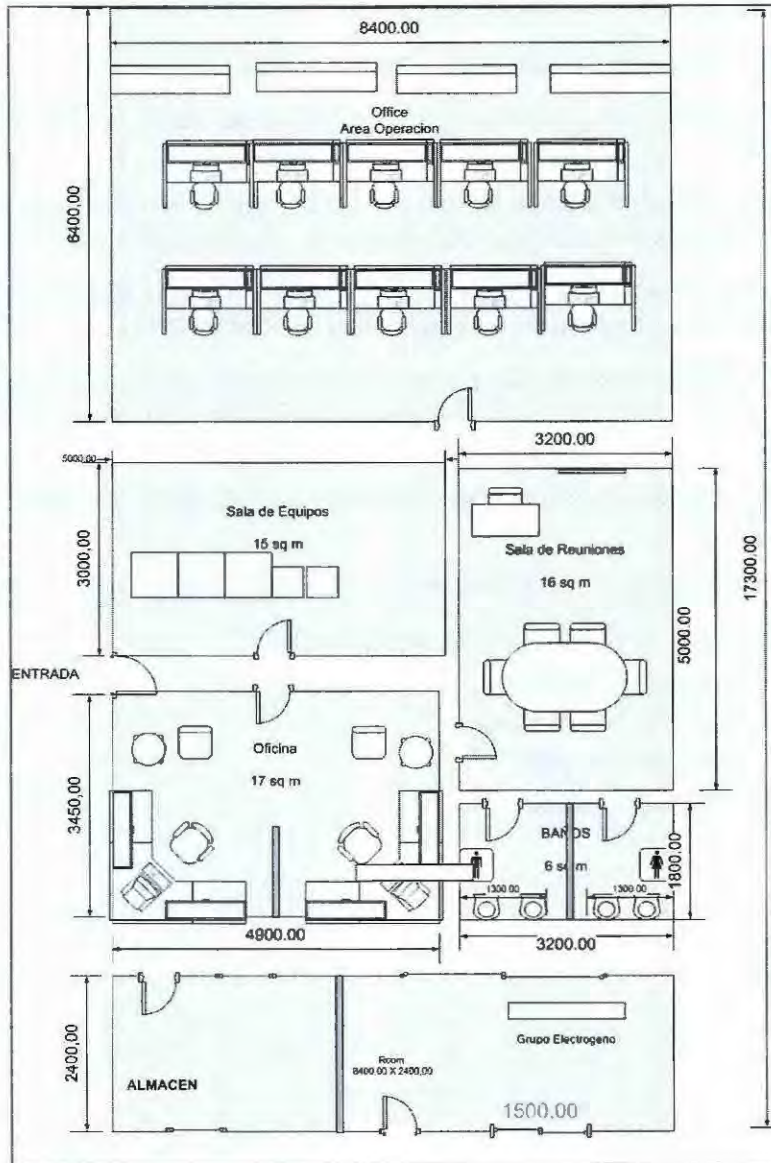 8400.00
Office
Area Operacion
6400.00
3200.00
5000.00
Sala de Equipos
15 sq m
3000,00
Sala de Reuniones
16 sq m
17300.00
5000.00
ENTRADA
Oficina
17 sq m
3450,00
BAÑOS
6 sq m
1800.00
1300.00
1300.00
4900.00
3200.00
2400,00
Grupo Electrogeno
Room
8400.00 X 2400,00
ALMACEN
1500.00